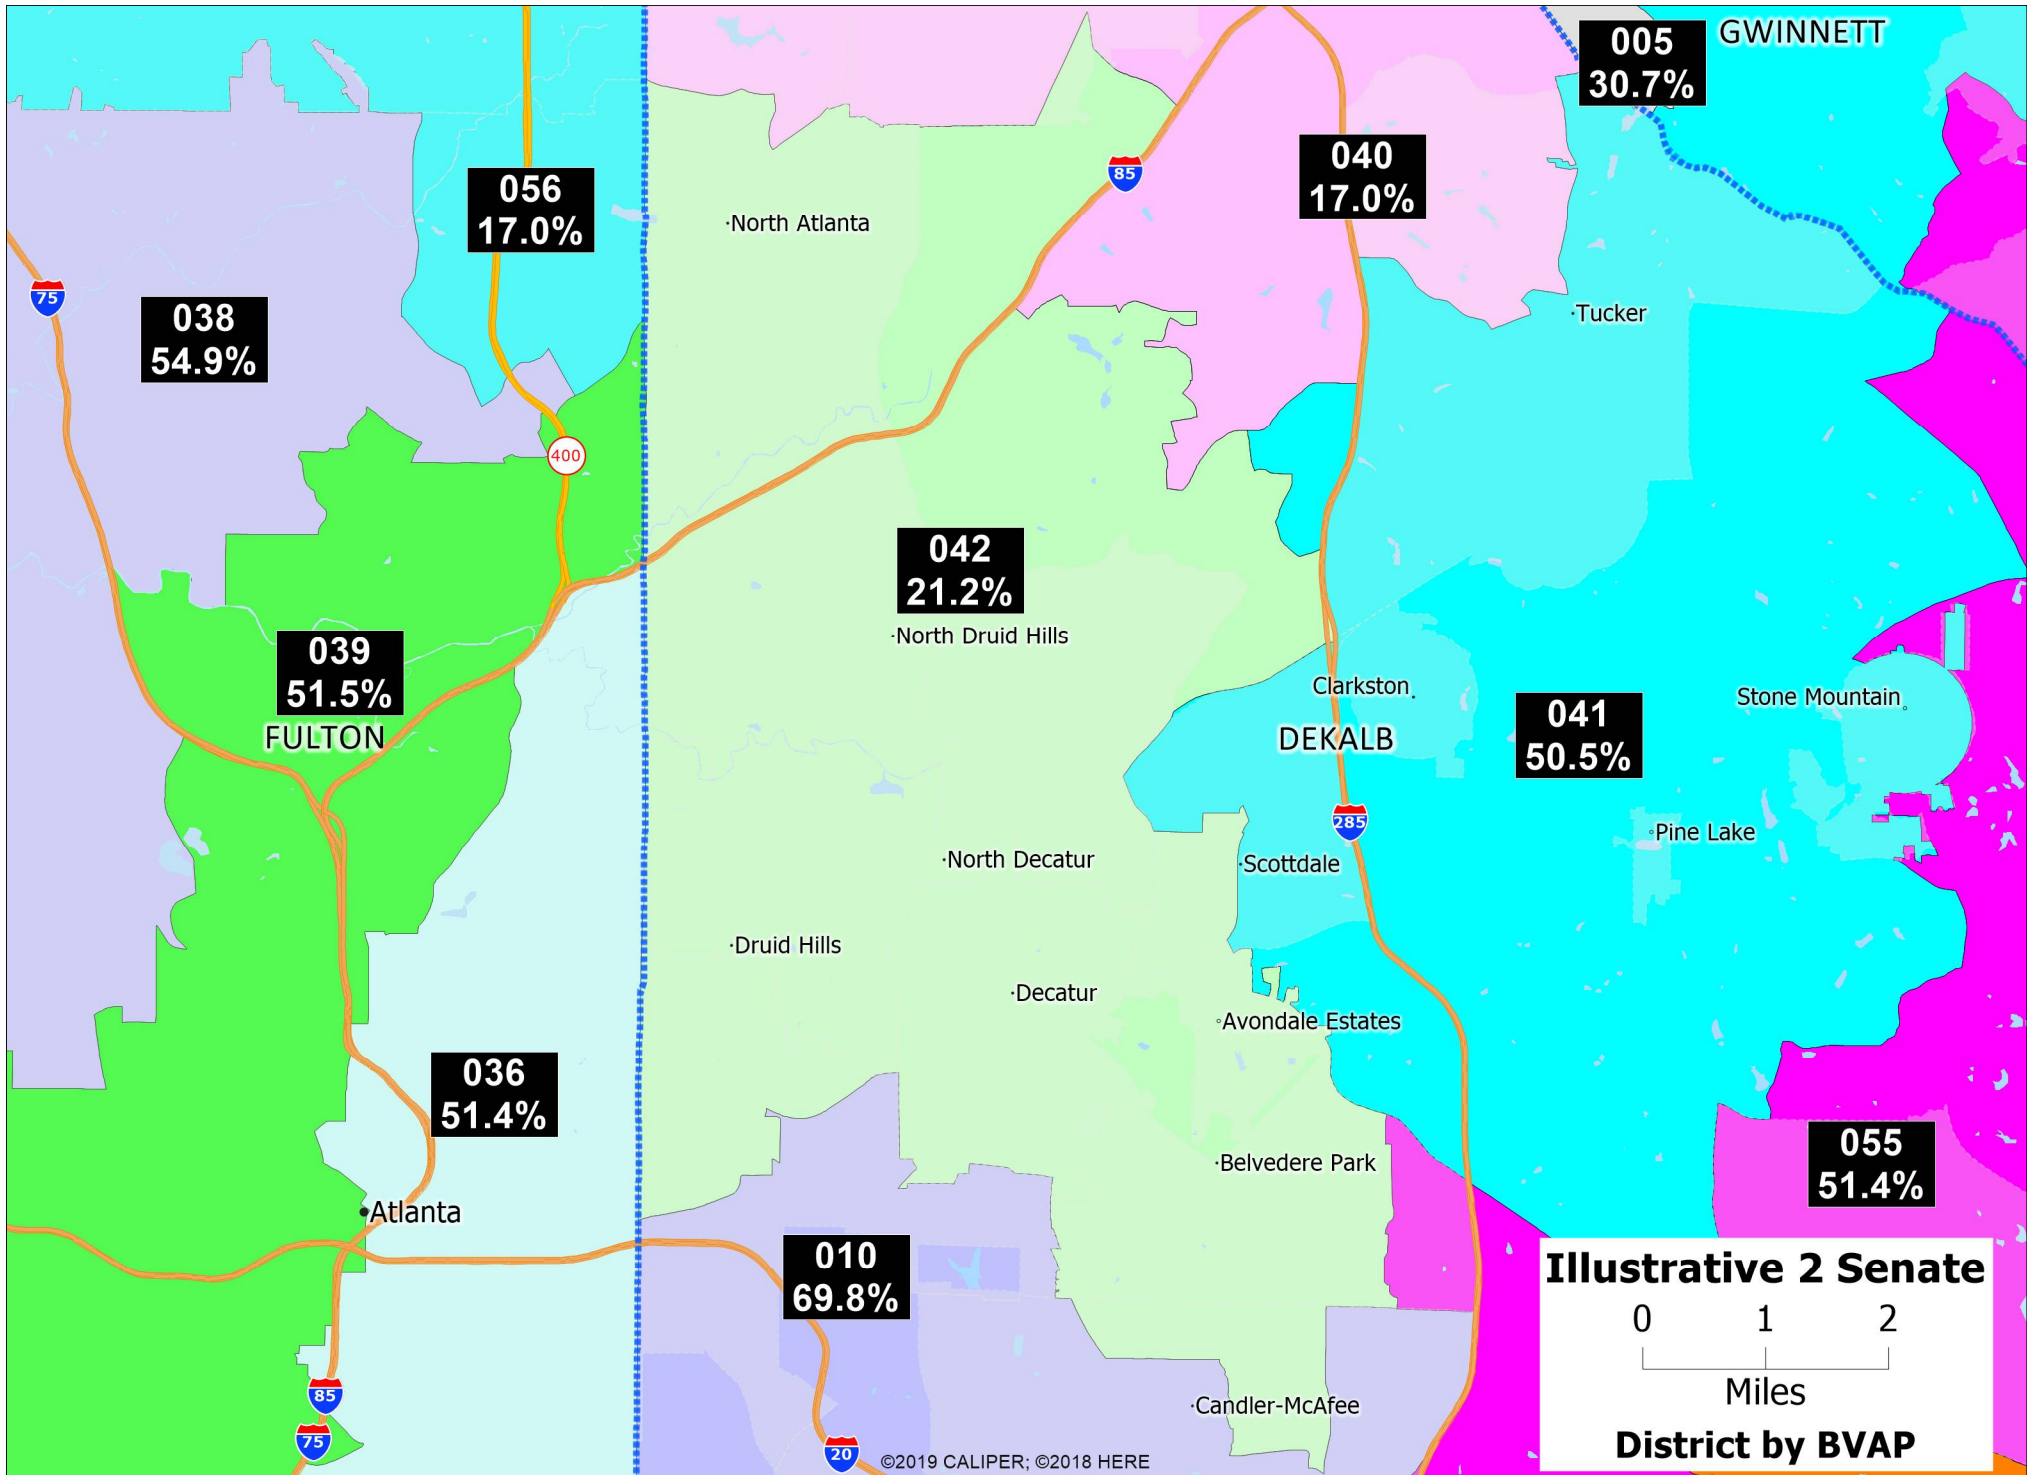 005
30.7%
GWINNETT
85
040
17.0%
056
17.0%
North Atlanta
75
038
54.9%
Tucker
400
042
21.2%
North Druid Hills
039
51.5%
FULTON
Clarkston
DEKALB
041
50.5%
Stone Mountain
285
Pine Lake
North Decatur
Scottdale
Druid Hills
Decatur
Avondale Estates
036
51.4%
Belvedere Park
055
51.4%
Atlanta
010
69.8%
85
75
20
Candler-McAfee
©2019 CALIPER; ©2018 HERE
Illustrative 2 Senate
0 1 2
Miles
District by BVAP